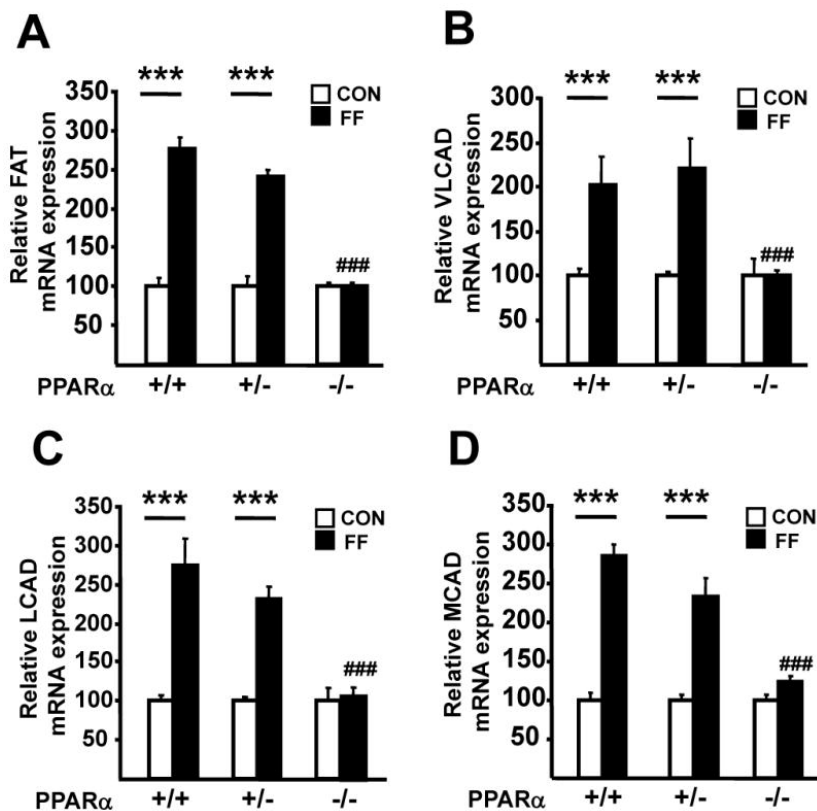 A
*** ***
CON
FF
350
300
250
200
150
100
50
Relative FAT
mRNA expression
###
PPARα +/+ +/- -/-
B
*** ***
CON
FF
300
250
200
150
100
50
Relative VLCAD
mRNA expression
###
PPARα +/+ +/- -/-
C
*** ***
CON
FF
350
300
250
200
150
100
50
Relative LCAD
mRNA expression
###
PPARα +/+ +/- -/-
D
*** ***
CON
FF
350
300
250
200
150
100
50
Relative MCAD
mRNA expression
###
PPARα +/+ +/- -/-